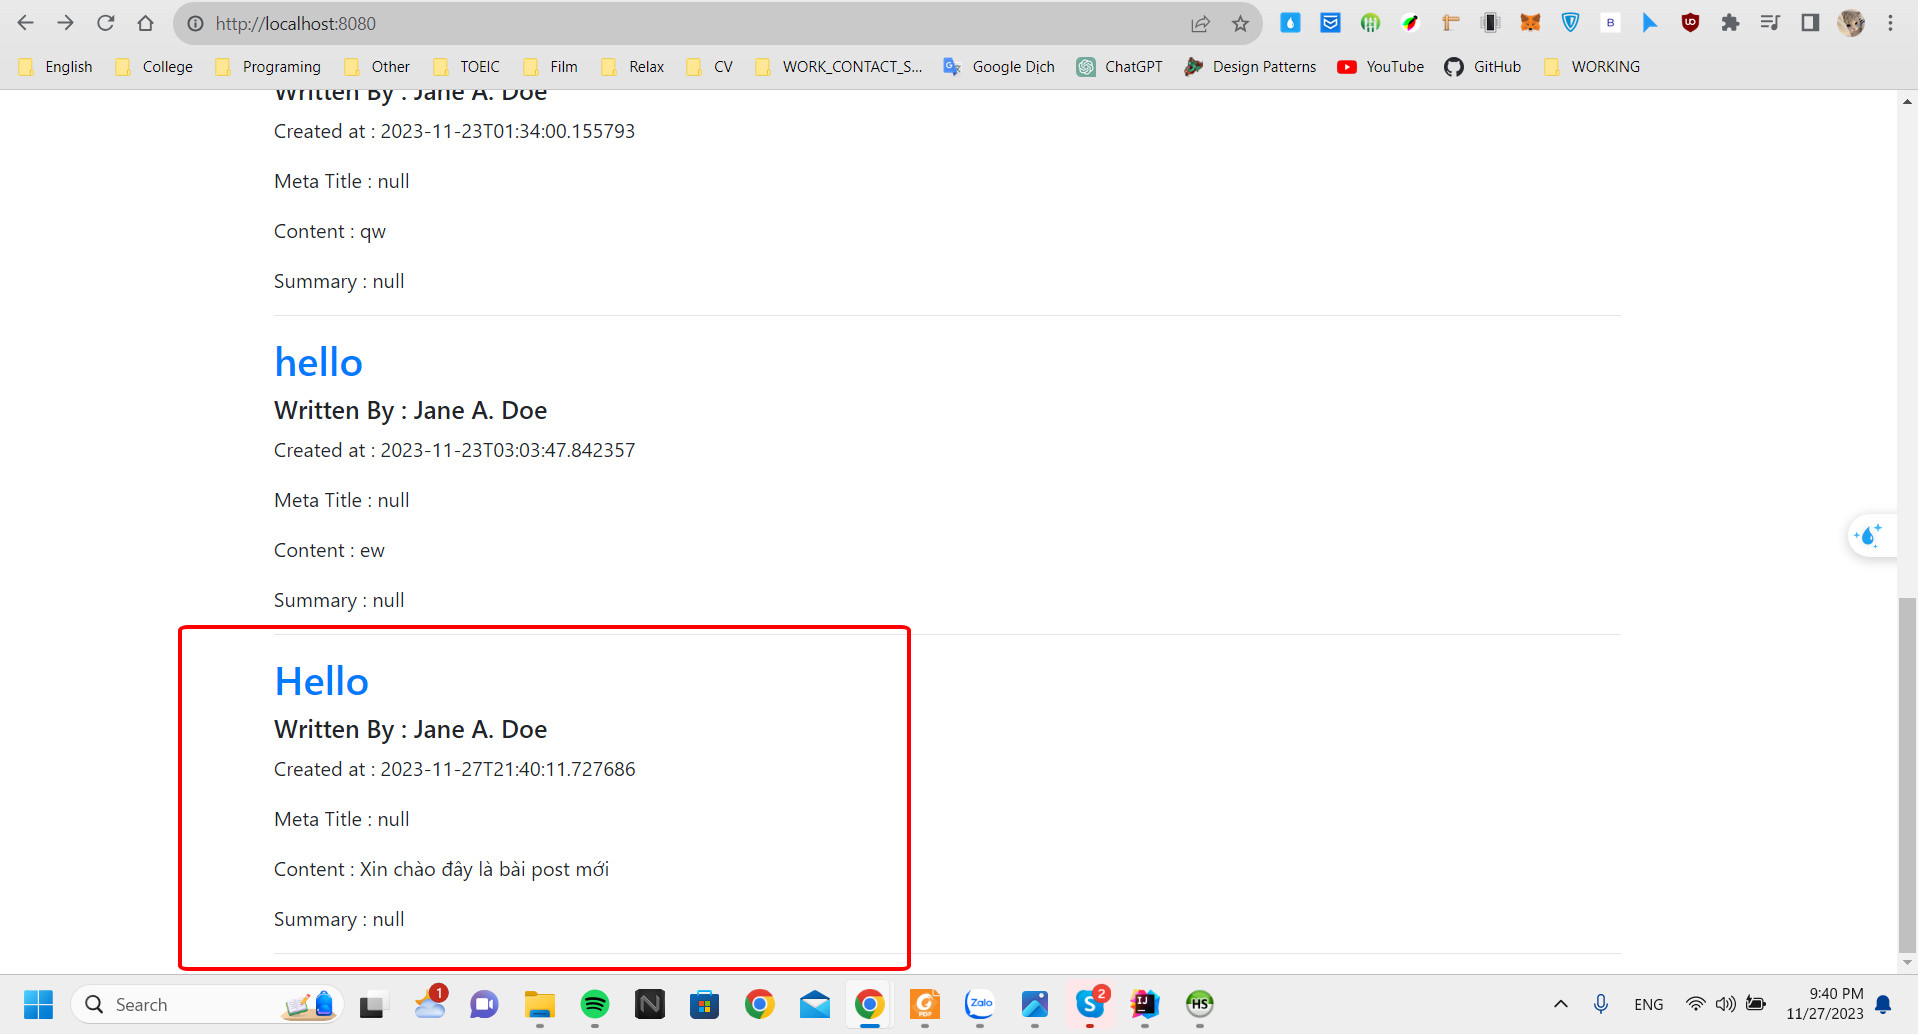 http://localhost:8080
English College Programing Other TOEIC Film Relax CV WORK_CONTACT_S... Google Dịch ChatGPT Design Patterns YouTube GitHub WORKING
Written By : Jane A. Doe
Created at : 2023-11-23T01:34:00.155793
Meta Title : null
Content : qw
Summary : null
hello
Written By : Jane A. Doe
Created at : 2023-11-23T03:03:47.842357
Meta Title : null
Content : ew
Summary : null
Hello
Written By : Jane A. Doe
Created at : 2023-11-27T21:40:11.727686
Meta Title : null
Content : Xin chào đây là bài post mới
Summary : null
Search 1 Zalo 2 HS ENG 9:40 PM
11/27/2023